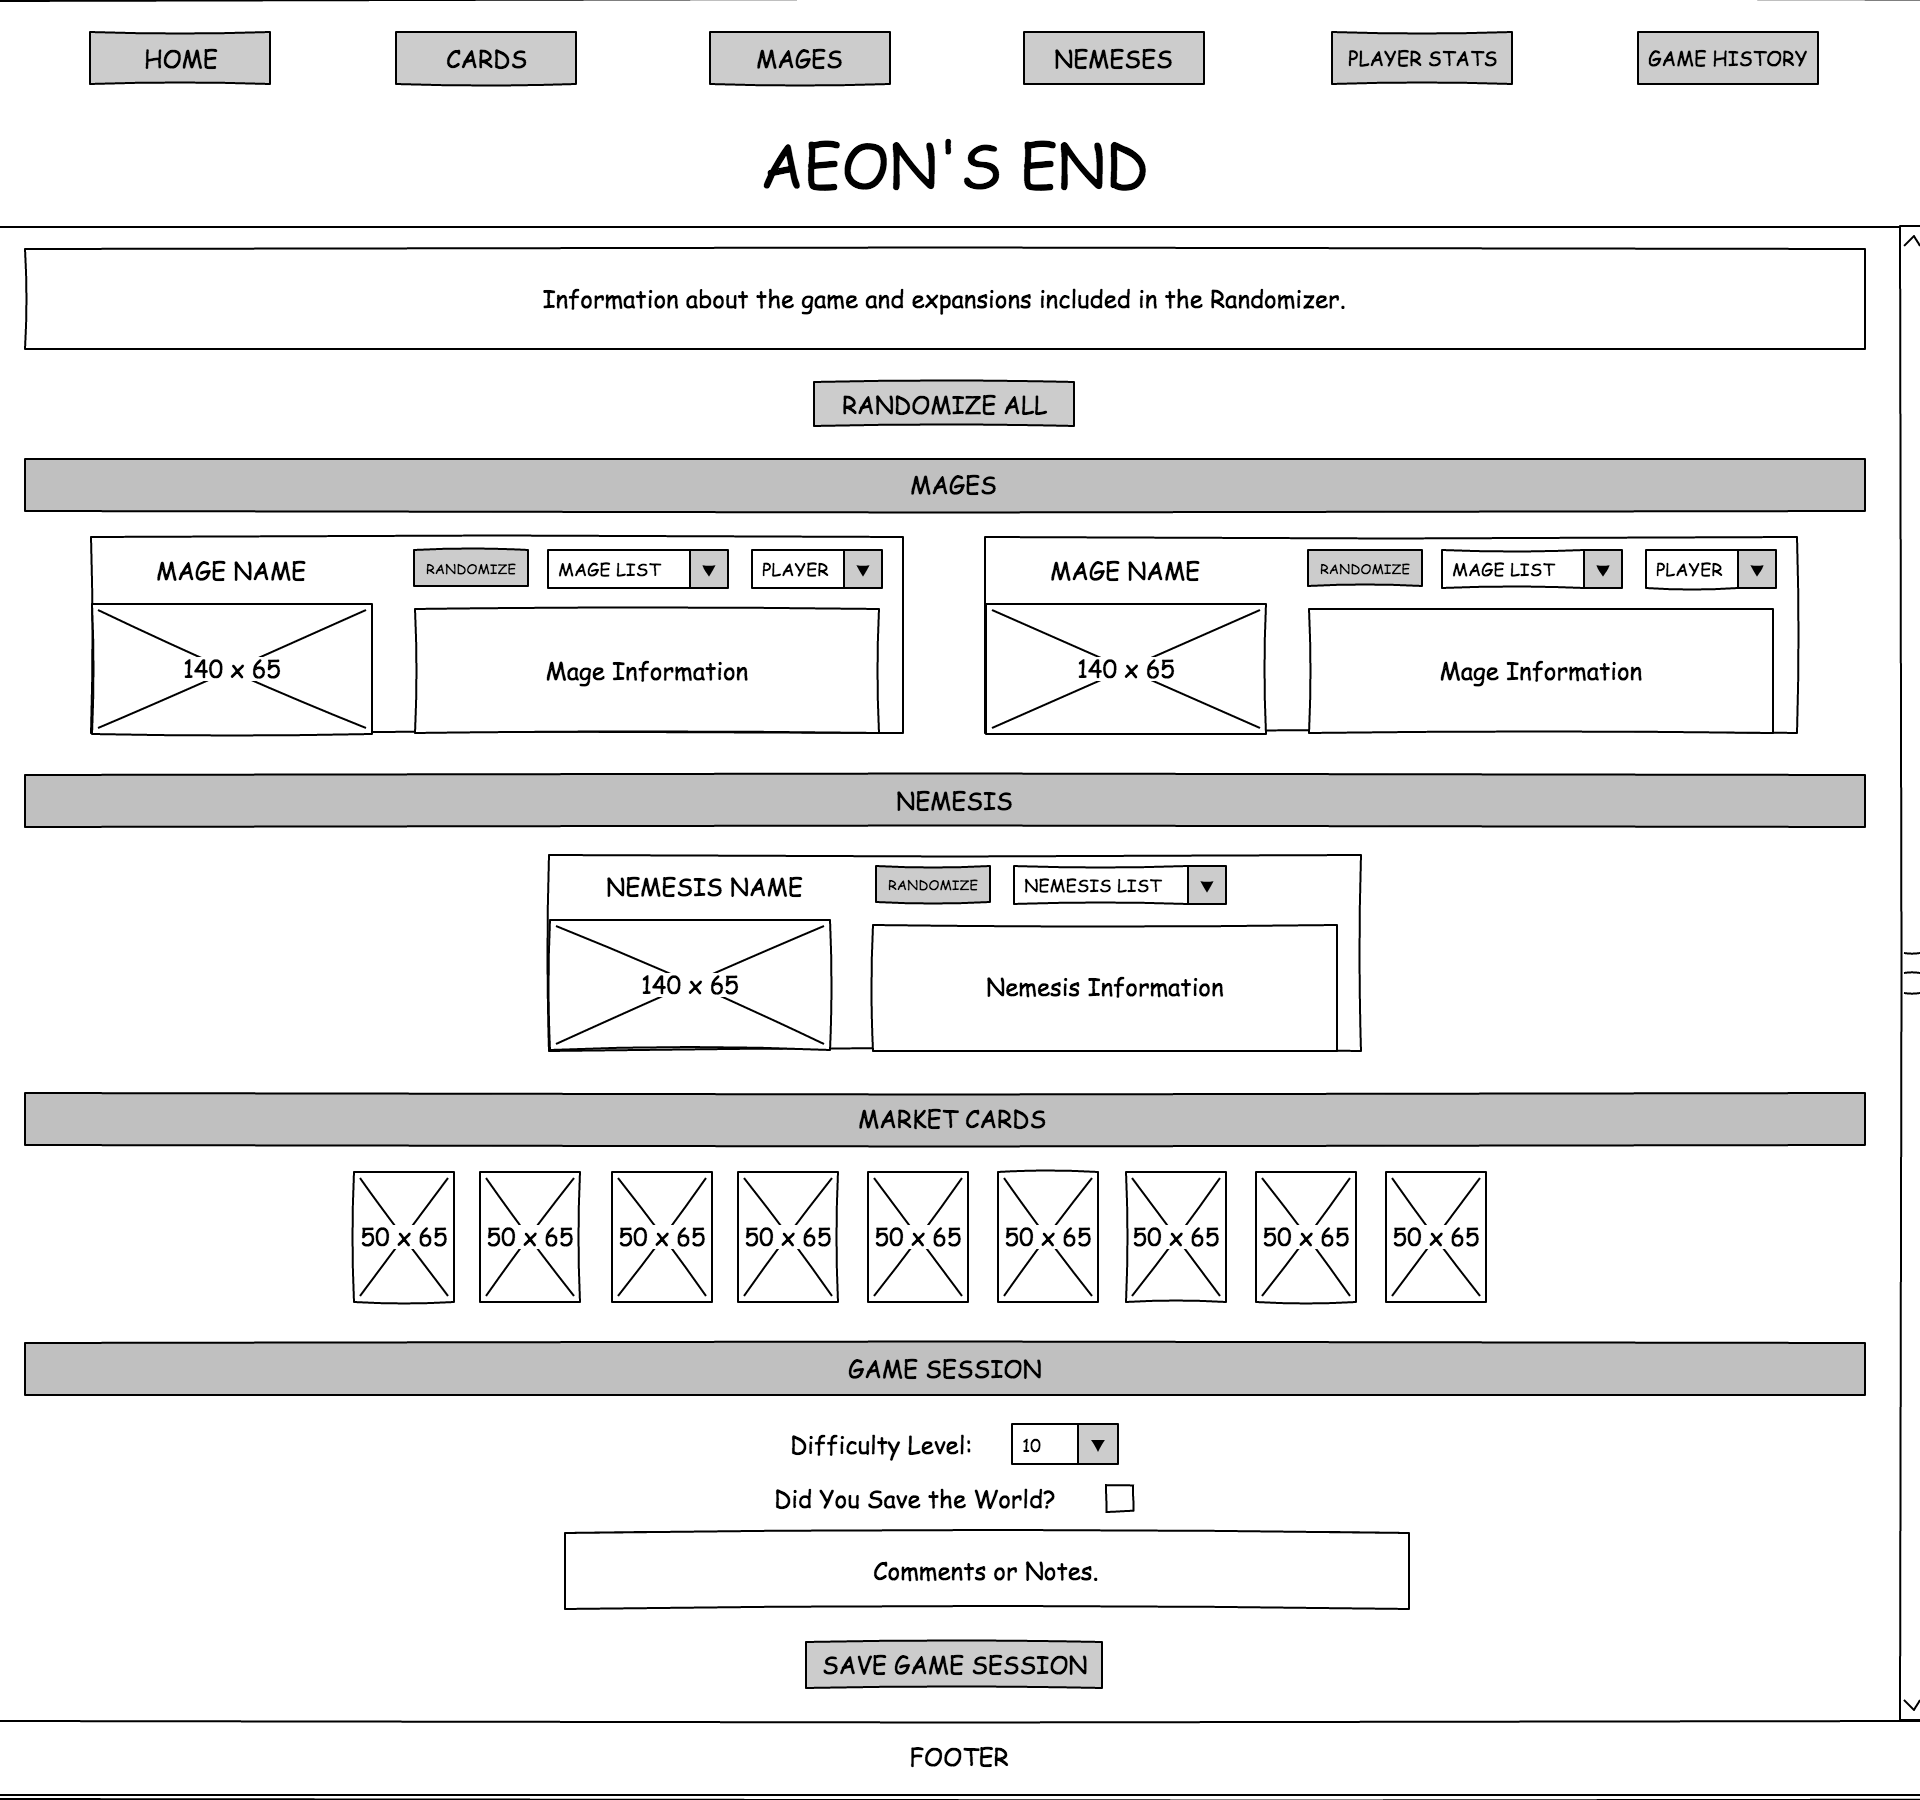 HOME
CARDS
MAGES
NEMESES
PLAYER STATS
GAME HISTORY
AEON'S END
Information about the game and expansions included in the Randomizer.
RANDOMIZE ALL
MAGES
MAGE NAME
RANDOMIZE
MAGE LIST
PLAYER
140 x 65
Mage Information
MAGE NAME
RANDOMIZE
MAGE LIST
PLAYER
140 x 65
Mage Information
NEMESIS
NEMESIS NAME
RANDOMIZE
NEMESIS LIST
140 x 65
Nemesis Information
MARKET CARDS
50 x 65
50 x 65
50 x 65
50 x 65
50 x 65
50 x 65
50 x 65
50 x 65
50 x 65
GAME SESSION
Difficulty Level:
10
Did You Save the World?
Comments or Notes.
SAVE GAME SESSION
FOOTER